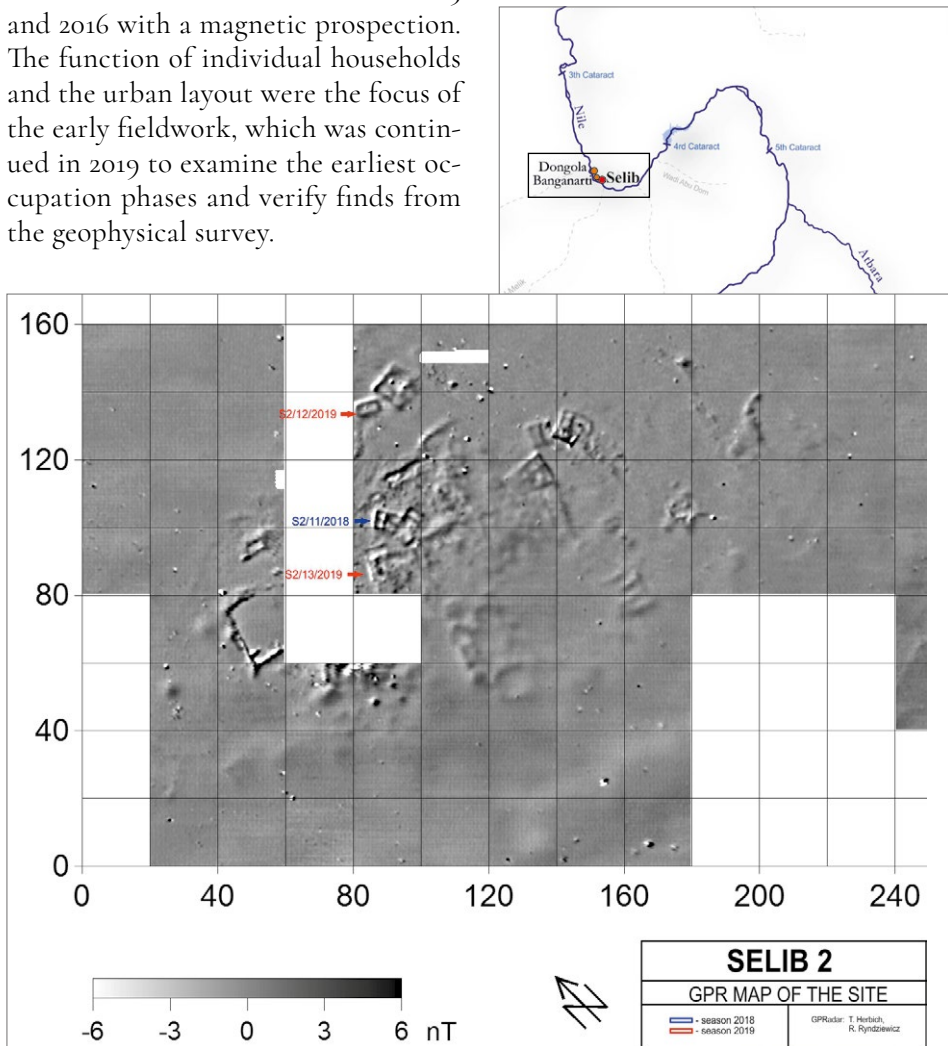 and 2016 with a magnetic prospection.
The function of individual households
and the urban layout were the focus of
the early fieldwork, which was contin-
ued in 2019 to examine the earliest oc-
cupation phases and verify finds from
the geophysical survey.
3th Cataract
Nile
4rd Cataract
5th Cataract
Dongola
Banganarti
Selib
Wadi Abu Dom
Atbara
160
S2/12/2019
120
S2/11/2018
S2/13/2019
80
40
0
0 40 80 120 160 200 240
-6 -3 0 3 6 nT
SELIB 2
GPR MAP OF THE SITE
- season 2018
- season 2019
GPRadar: T. Herbich,
R. Ryndziewicz